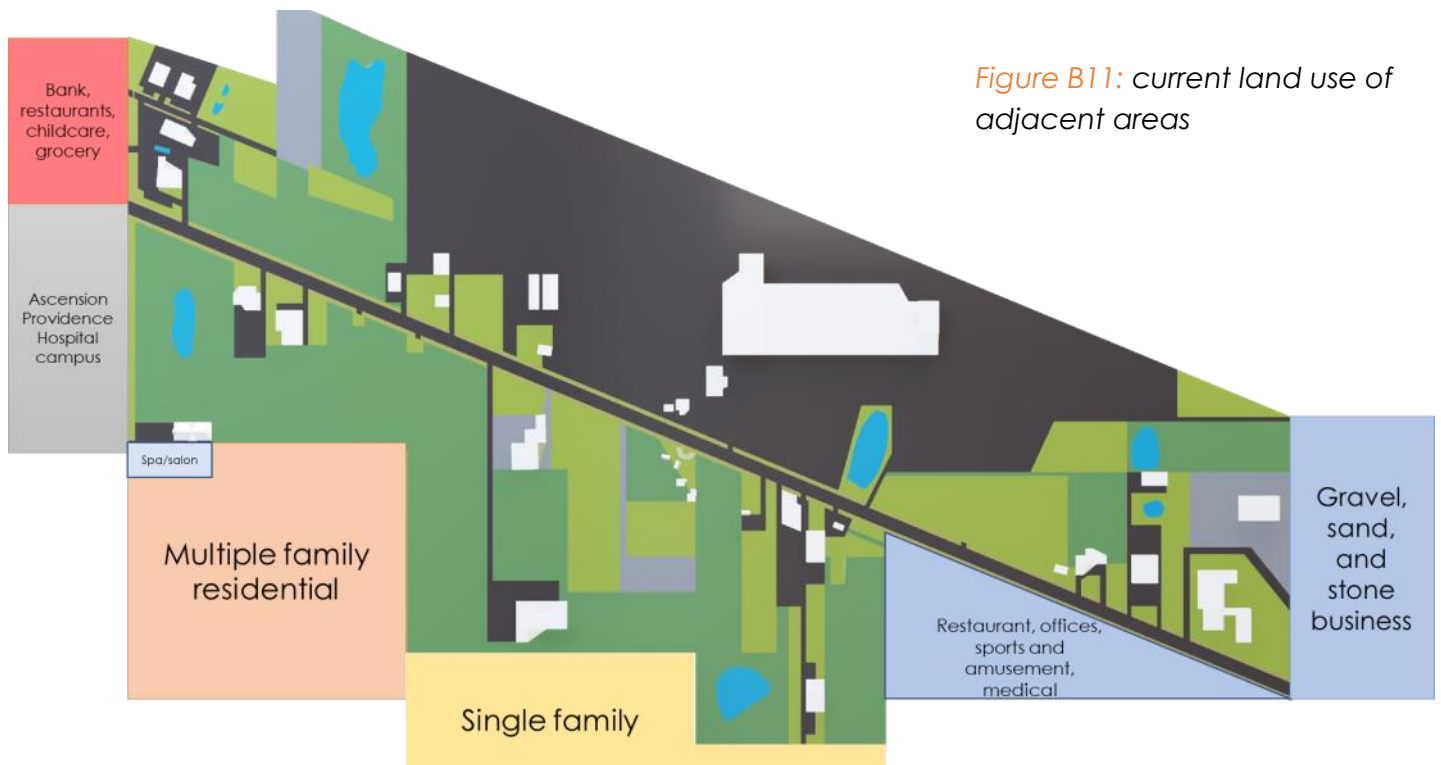 Figure B11: current land use of
adjacent areas
Bank,
restaurants,
childcare,
grocery
Ascension
Providence
Hospital
campus
Spa/salon
Multiple family
residential
Single family
Restaurant, offices,
sports and
amusement,
medical
Gravel,
sand,
and
stone
business